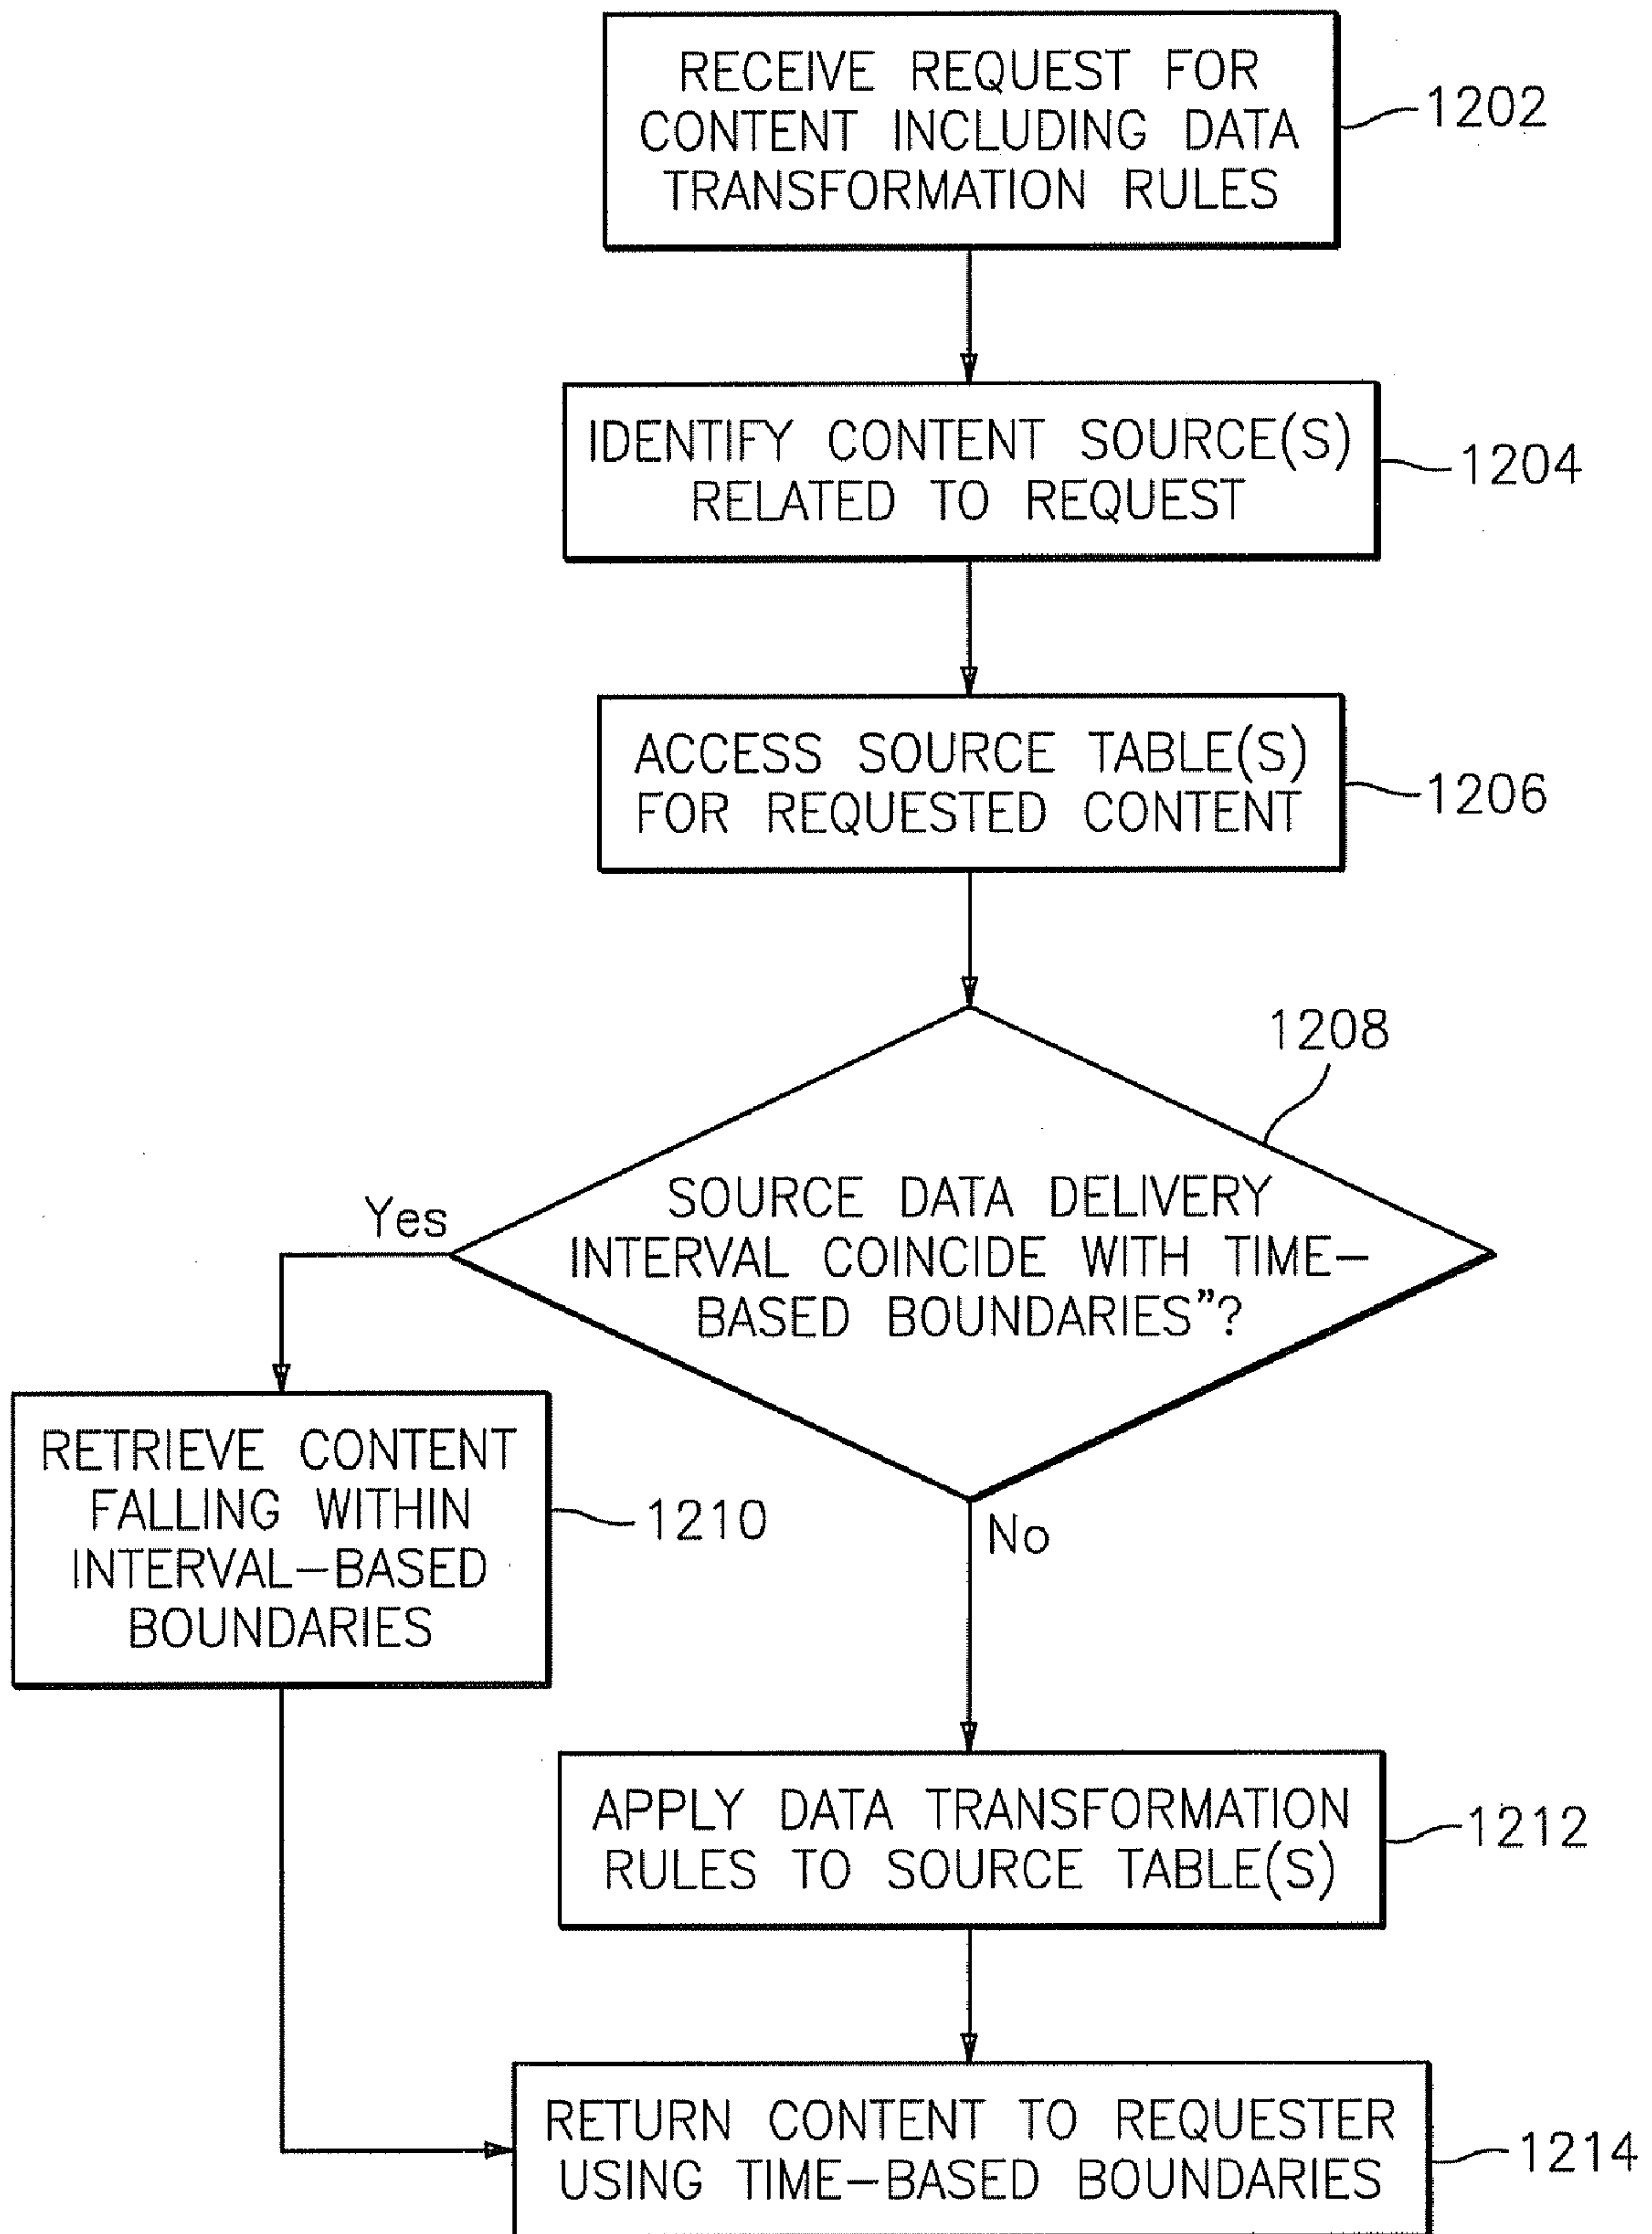 RECEIVE REQUEST FOR
CONTENT INCLUDING DATA
TRANSFORMATION RULES
1202
IDENTIFY CONTENT SOURCE(S)
RELATED TO REQUEST
1204
ACCESS SOURCE TABLE(S)
FOR REQUESTED CONTENT
1206
1208
SOURCE DATA DELIVERY
INTERVAL COINCIDE WITH TIME-
BASED BOUNDARIES"?
Yes
No
RETRIEVE CONTENT
FALLING WITHIN
INTERVAL-BASED
BOUNDARIES
1210
APPLY DATA TRANSFORMATION
RULES TO SOURCE TABLE(S)
1212
RETURN CONTENT TO REQUESTER
USING TIME-BASED BOUNDARIES
1214